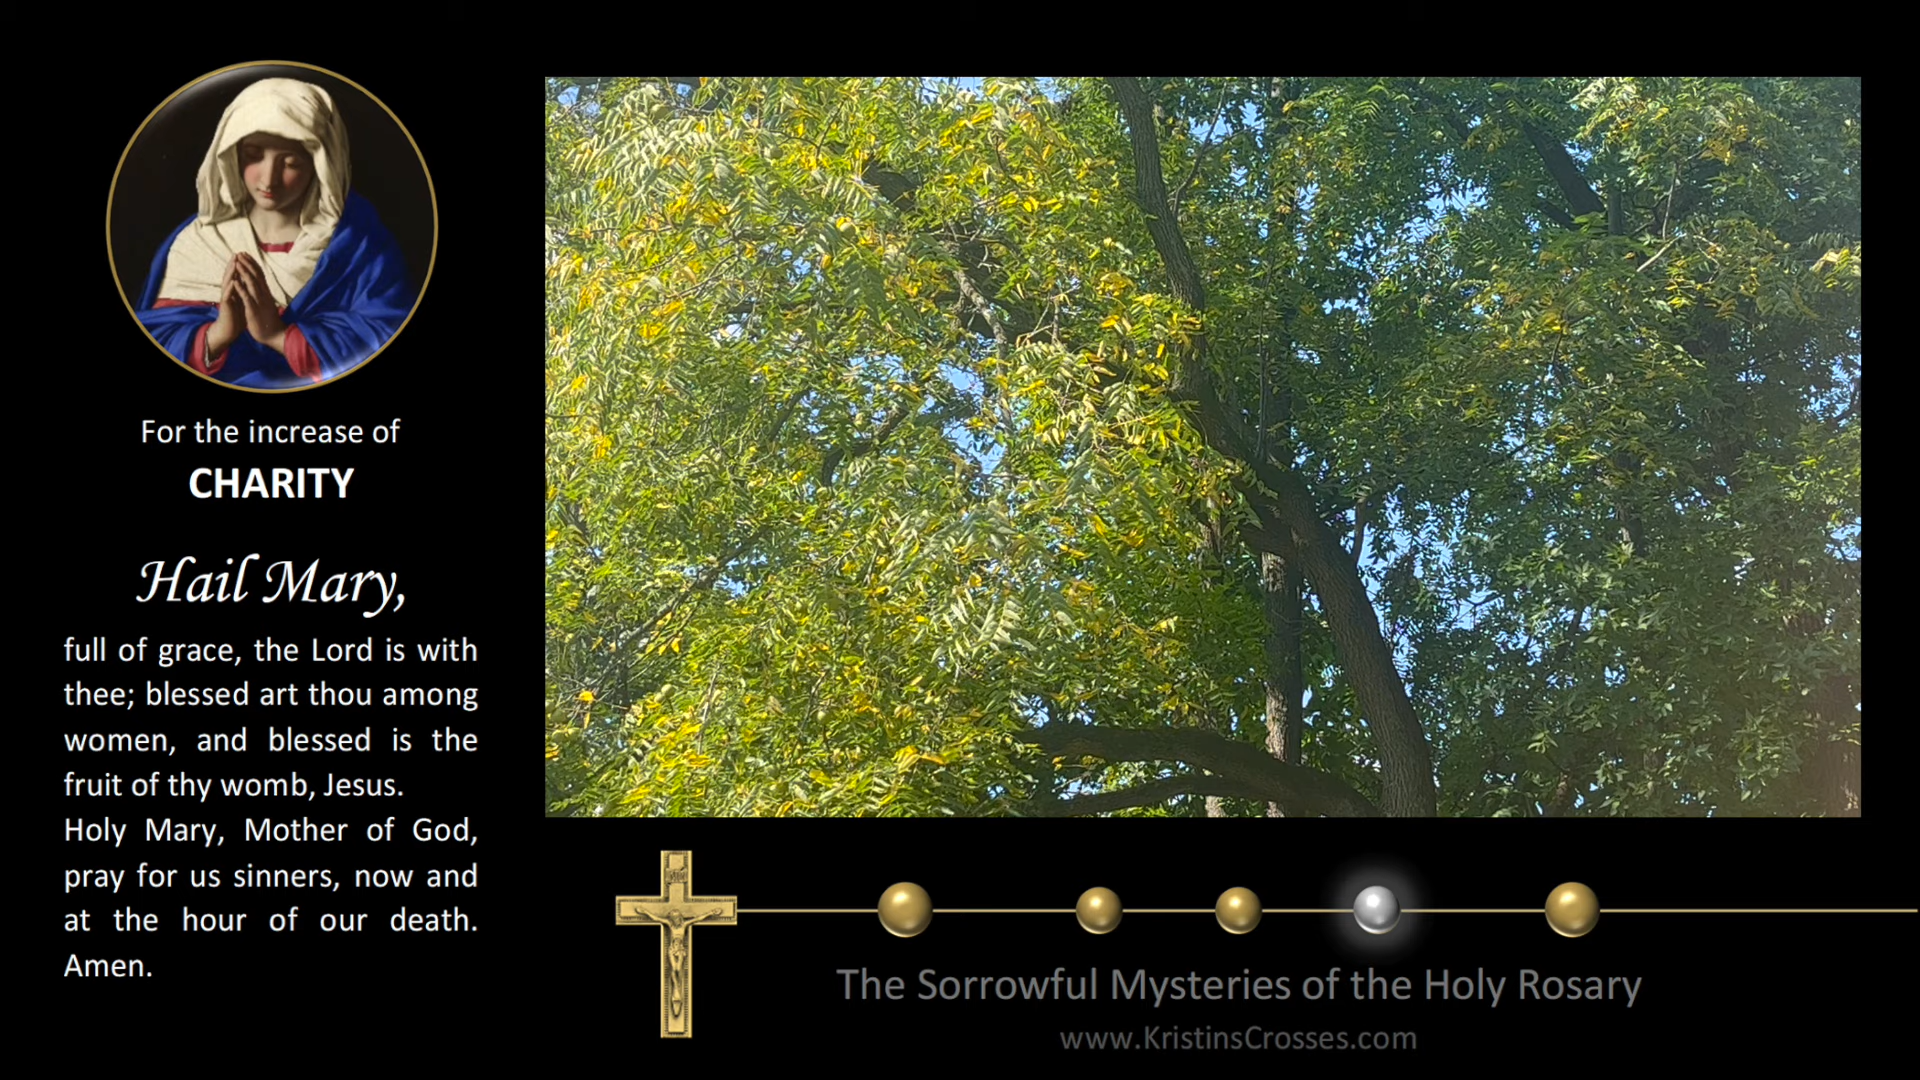 For the increase of
CHARITY
Hail Mary,
full of grace, the Lord is with
thee; blessed art thou among
women, and blessed is the
fruit of thy womb, Jesus.
Holy Mary, Mother of God,
pray for us sinners, now and
at the hour of our death.
Amen.
The Sorrowful Mysteries of the Holy Rosary
www.KristinsCrosses.com